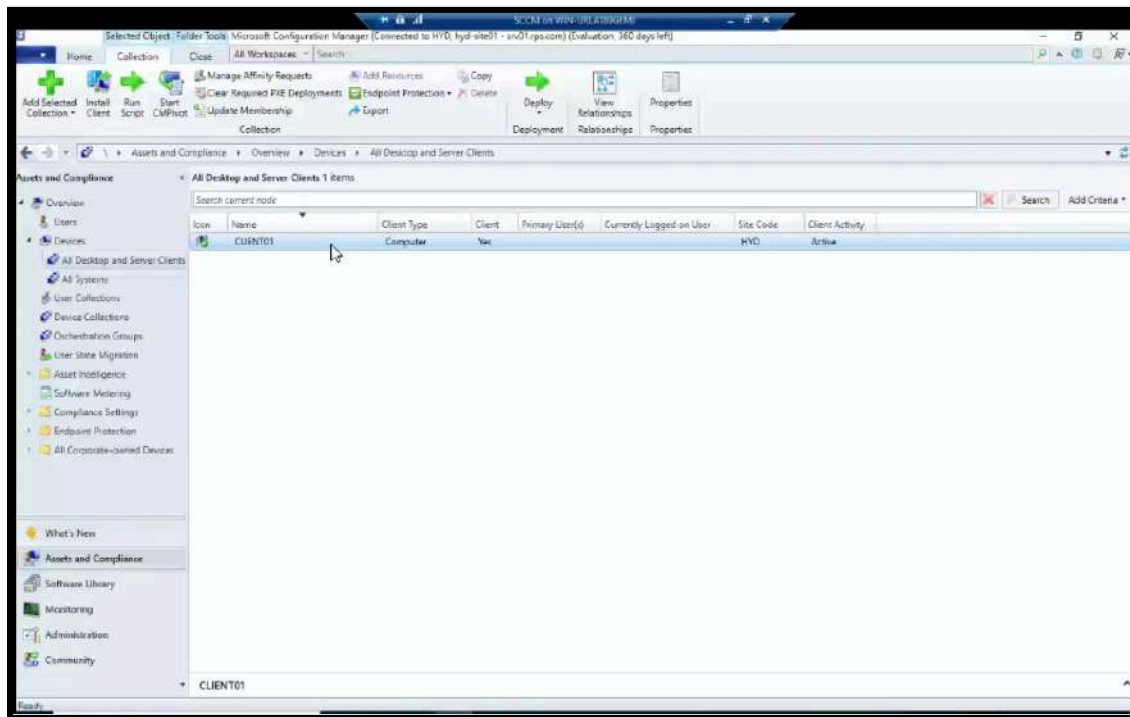 SCCM on WIN-
Selected Object Folder Tools Microsoft Configuration Manager (Connected to HYD, hyd-site01 - srv01.rps.com) (Evaluation, 360 days left)
Home Collection Close All Workspaces Search
Add Selected Collection Install Client Run Script Start CMPivot
Manage Affinity Requests Add Resources Copy
Clear Required PXE Deployments Endpoint Protection Delete
Update Membership Export
Deploy View Relationships Properties
Collection Deployment Relationships Properties
\ Assets and Compliance Overview Devices All Desktop and Server Clients
Assets and Compliance
All Desktop and Server Clients 1 items
Overview
Search current node Search Add Criteria
Users
Icon Name Client Type Client Primary User(s) Currently Logged on User Site Code Client Activity
Devices
CLIENT01 Computer Yes HYD Active
All Desktop and Server Clients
All Systems
User Collections
Device Collections
Orchestration Groups
User State Migration
Asset Intelligence
Software Metering
Compliance Settings
Endpoint Protection
All Corporate-owned Devices
What's New
Assets and Compliance
Software Library
Monitoring
Administration
Community
CLIENT01
Ready